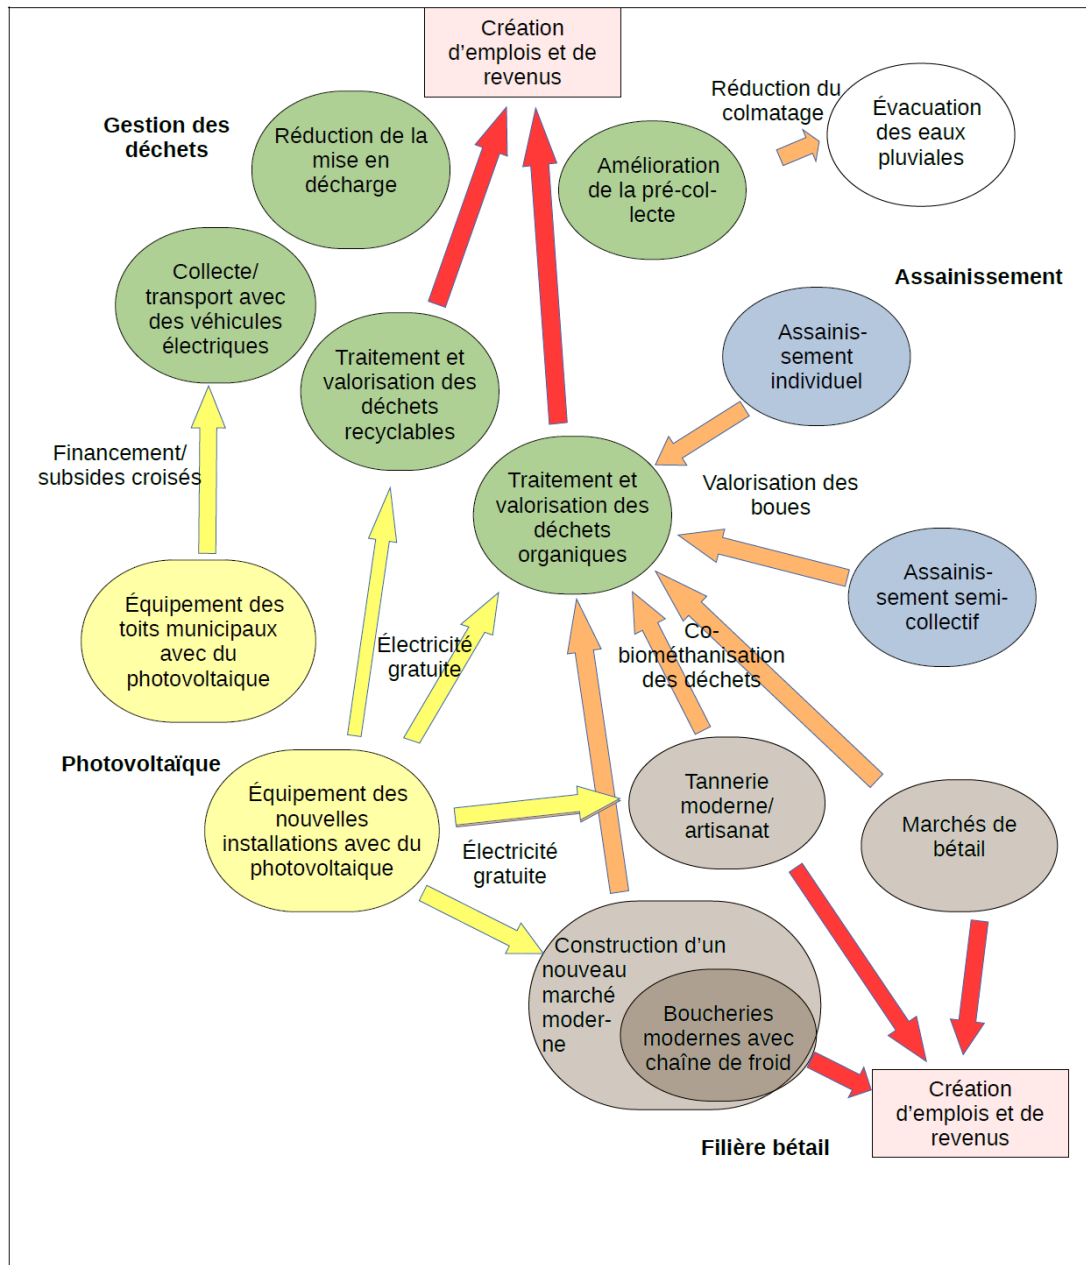 Création
d'emplois et de
revenus
Réduction du
colmatage
Évacuation
des eaux
pluviales
Gestion des
déchets
Réduction de la
mise en
décharge
Amélioration
de la pré-col-
lecte
Collecte/
transport avec
des véhicules
électriques
Assainissement
Traitement et
valorisation des
déchets
recyclables
Assainis-
sement
individuel
Financement/
subsides croisés
Traitement et
valorisation des
déchets
organiques
Valorisation des
boues
Assainis-
sement semi-
collectif
Équipement des
toits municipaux
avec du
photovoltaique
Électricité
gratuite
Co-
biométhanisation
des déchets
Photovoltaïque
Équipement des
nouvelles
installations avec du
photovoltaique
Tannerie
moderne/
artisanat
Marchés de
bétail
Électricité
gratuite
Construction d'un
nouveau
marché
moder-
ne
Boucheries
modernes avec
chaîne de froid
Création
d'emplois et de
revenus
Filière bétail